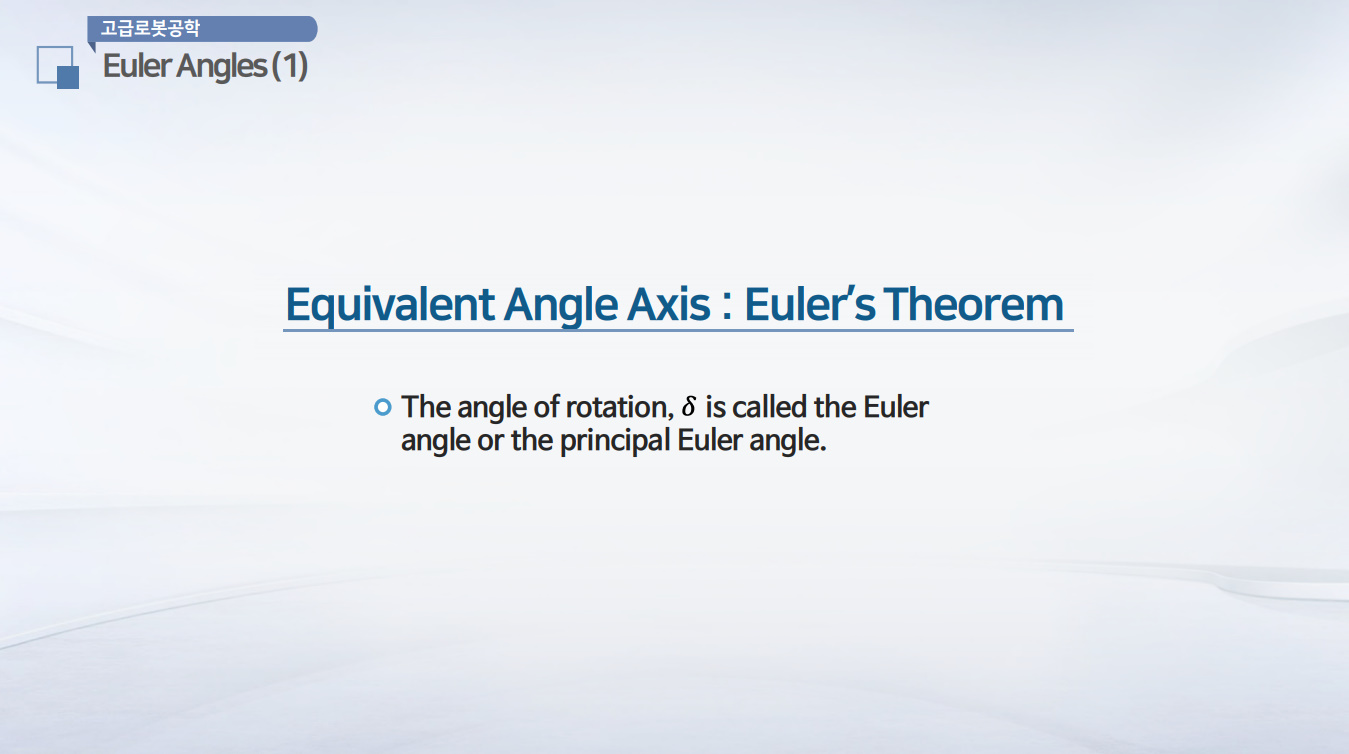 고급로봇공학
Euler Angles (1)
Equivalent Angle Axis : Euler's Theorem
The angle of rotation, δ is called the Euler
angle or the principal Euler angle.